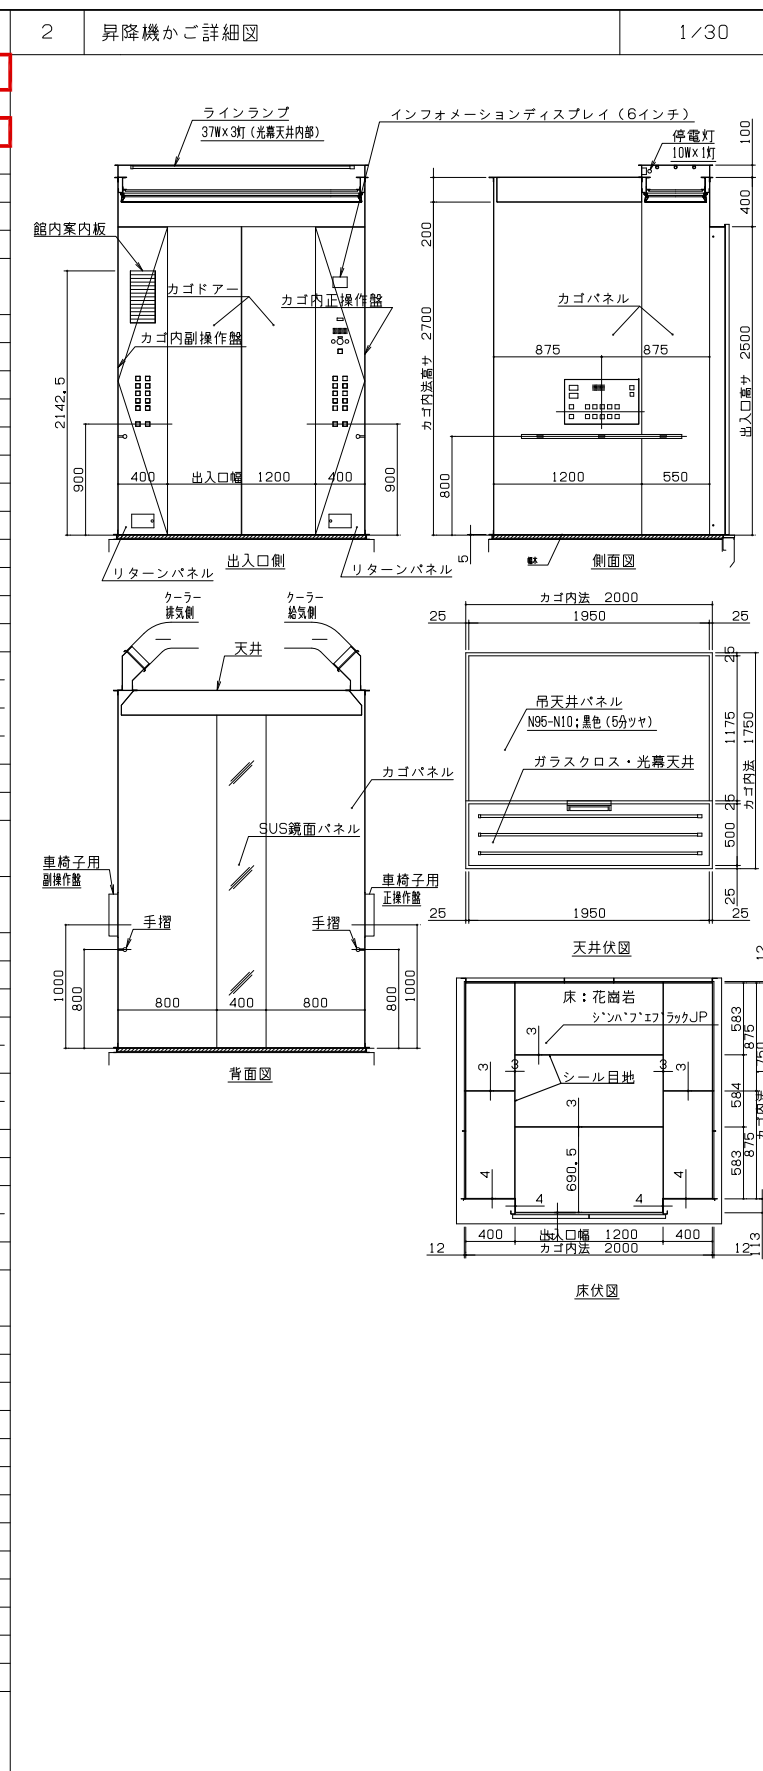 2 昇降機かご詳細図 1/30
ラインランプ
37W×3灯(光幕天井内部)
インフォメーションディスプレイ(6インチ)
停電灯
10W×1灯
100
400
館内案内板
カゴドアー
カゴ内正操作盤
カゴ内副操作盤
2142.5
900
400 出入口幅 1200 400
900
リターンパネル
出入口側
リターンパネル
200
カゴ内法高サ 2700
カゴパネル
875 875
出入口高サ 2500
800
1200 550
5
側面図
クーラー
排気側
クーラー
給気側
天井
カゴパネル
SUS鏡面パネル
車椅子用
副操作盤
車椅子用
正操作盤
手摺
手摺
1000
800
800 400 800
800
1000
背面図
カゴ内法 2000
25 1950 25
25
吊天井パネル
N95-N10;黒色(5分ツヤ)
1175
カゴ内法 1750
ガラスクロス・光幕天井
25
500
25
25 1950 25
天井伏図
12
床:花崗岩
ジンバブエブラックJP
583
875
1750
3
3 3 3 3
シール目地
584
カゴ内法
3
583
875
690.5
4 4
4 4
400 出入口幅 1200 400
12 カゴ内法 2000 12
113
床伏図